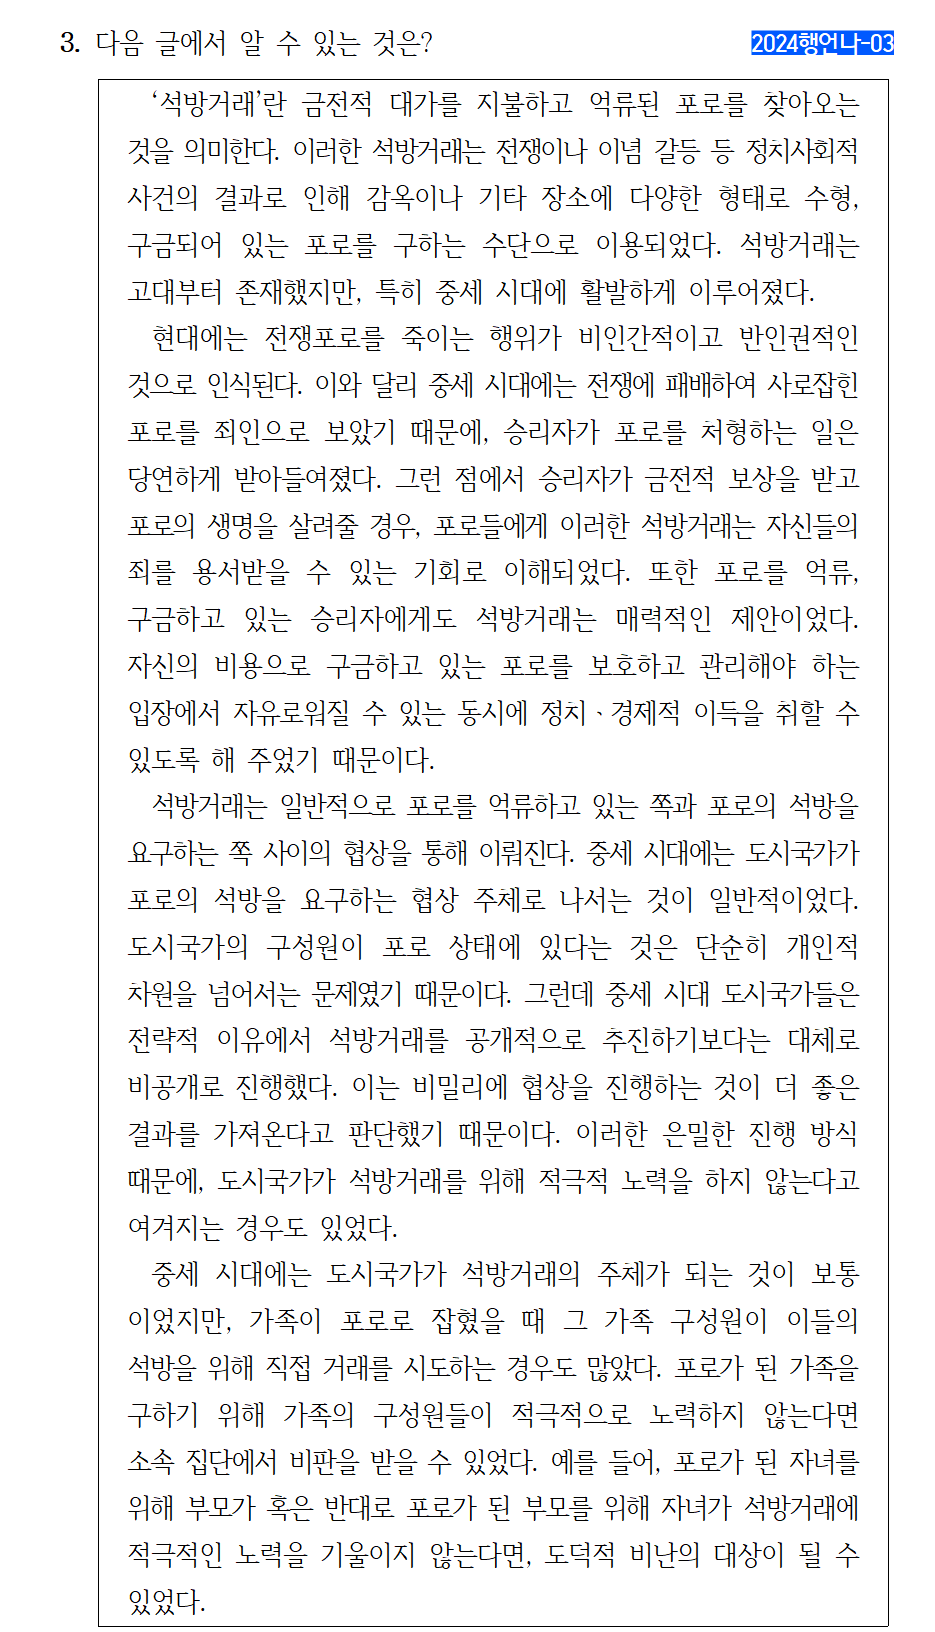 3. 다음 글에서 알 수 있는 것은?
2024행언나-03
‘석방거래’란 금전적 대가를 지불하고 억류된 포로를 찾아오는
것을 의미한다. 이러한 석방거래는 전쟁이나 이념 갈등 등 정치사회적
사건의 결과로 인해 감옥이나 기타 장소에 다양한 형태로 수형,
구금되어 있는 포로를 구하는 수단으로 이용되었다. 석방거래는
고대부터 존재했지만, 특히 중세 시대에 활발하게 이루어졌다.
현대에는 전쟁포로를 죽이는 행위가 비인간적이고 반인권적인
것으로 인식된다. 이와 달리 중세 시대에는 전쟁에 패배하여 사로잡힌
포로를 죄인으로 보았기 때문에, 승리자가 포로를 처형하는 일은
당연하게 받아들여졌다. 그런 점에서 승리자가 금전적 보상을 받고
포로의 생명을 살려줄 경우, 포로들에게 이러한 석방거래는 자신들의
죄를 용서받을 수 있는 기회로 이해되었다. 또한 포로를 억류,
구금하고 있는 승리자에게도 석방거래는 매력적인 제안이었다.
자신의 비용으로 구금하고 있는 포로를 보호하고 관리해야 하는
입장에서 자유로워질 수 있는 동시에 정치ㆍ경제적 이득을 취할 수
있도록 해 주었기 때문이다.
석방거래는 일반적으로 포로를 억류하고 있는 쪽과 포로의 석방을
요구하는 쪽 사이의 협상을 통해 이뤄진다. 중세 시대에는 도시국가가
포로의 석방을 요구하는 협상 주체로 나서는 것이 일반적이었다.
도시국가의 구성원이 포로 상태에 있다는 것은 단순히 개인적
차원을 넘어서는 문제였기 때문이다. 그런데 중세 시대 도시국가들은
전략적 이유에서 석방거래를 공개적으로 추진하기보다는 대체로
비공개로 진행했다. 이는 비밀리에 협상을 진행하는 것이 더 좋은
결과를 가져온다고 판단했기 때문이다. 이러한 은밀한 진행 방식
때문에, 도시국가가 석방거래를 위해 적극적 노력을 하지 않는다고
여겨지는 경우도 있었다.
중세 시대에는 도시국가가 석방거래의 주체가 되는 것이 보통
이었지만, 가족이 포로로 잡혔을 때 그 가족 구성원이 이들의
석방을 위해 직접 거래를 시도하는 경우도 많았다. 포로가 된 가족을
구하기 위해 가족의 구성원들이 적극적으로 노력하지 않는다면
소속 집단에서 비판을 받을 수 있었다. 예를 들어, 포로가 된 자녀를
위해 부모가 혹은 반대로 포로가 된 부모를 위해 자녀가 석방거래에
적극적인 노력을 기울이지 않는다면, 도덕적 비난의 대상이 될 수
있었다.